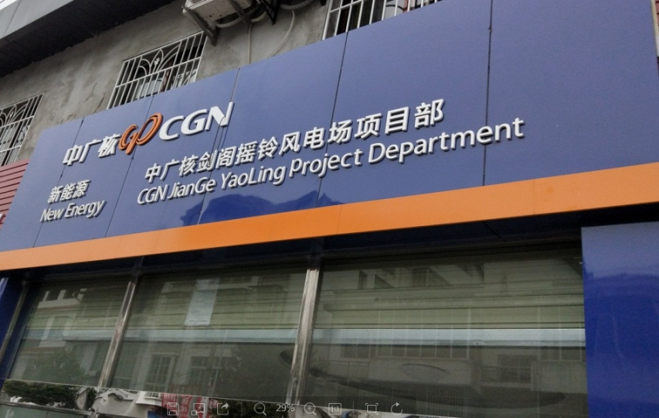 中广核 CGN
新能源
New Energy
中广核剑阁摇铃风电场项目部
CGN JianGe YaoLing Project Department
29%